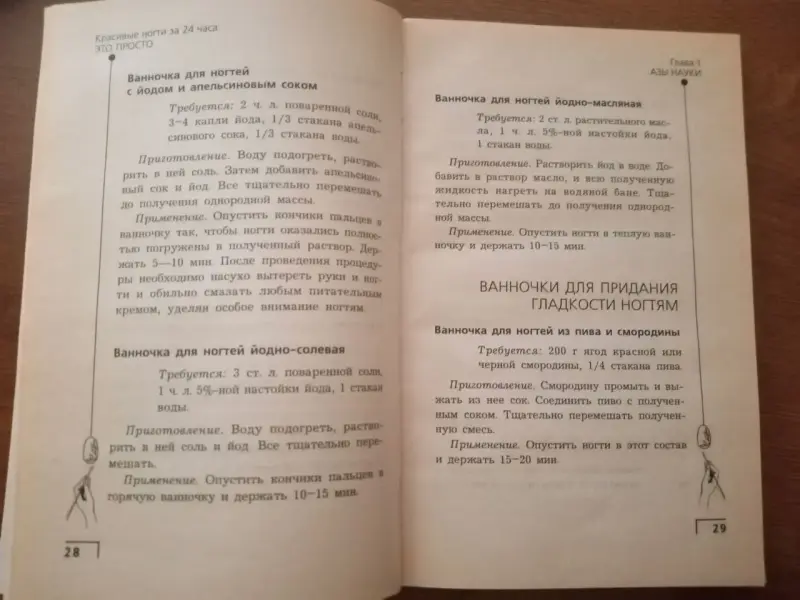 Красивые ногти за 24 часа
ЭТО ПРОСТО
Ванночка для ногтей
с йодом и апельсиновым соком
Требуется: 2 ч. л. поваренной соли,
3–4 капли йода, 1/3 стакана апель-
синового сока, 1/3 стакана воды.
Приготовление. Воду подогреть, раство-
рить в ней соль. Затем добавить апельсино-
вый сок и йод. Все тщательно перемешать
до получения однородной массы.
Применение. Опустить кончики пальцев в
ванночку так, чтобы ногти оказались полнос-
тью погружены в полученный раствор. Дер-
жать 5—10 мин. После проведения процеду-
ры необходимо насухо вытереть руки и ног-
ти и обильно смазать любым питательным
кремом, уделяя особое внимание ногтям.
Ванночка для ногтей йодно-солевая
Требуется: 3 ст. л. поваренной соли,
1 ч. л. 5%-ной настойки йода, 1 стакан
воды.
Приготовление. Воду подогреть, раство-
рить в ней соль и йод. Все тщательно пере-
мешать.
Применение. Опустить кончики пальцев в
горячую ванночку и держать 10–15 мин.
28
Глава 1
АЗЫ НАУКИ
Ванночка для ногтей йодно-масляная
Требуется: 2 ст. л. растительного мас-
ла, 1 ч. л. 5%-ной настойки йода,
1 стакан воды.
Приготовление. Растворить йод в воде. До-
бавить в раствор масло, и всю полученную
жидкость нагреть на водяной бане. Тща-
тельно перемешать до получения однород-
ной массы.
Применение. Опустить ногти в теплую ван-
ночку и держать 10–15 мин.
ВАННОЧКИ ДЛЯ ПРИДАНИЯ
ГЛАДКОСТИ НОГТЯМ
Ванночка для ногтей из пива и смородины
Требуется: 200 г ягод красной или
черной смородины, 1/4 стакана пива.
Приготовление. Смородину промыть и вы-
жать из нее сок. Соединить пиво с получен-
ным соком. Тщательно перемешать получен-
ную смесь.
Применение. Опустить ногти в этот состав
и держать 15–20 мин.
29